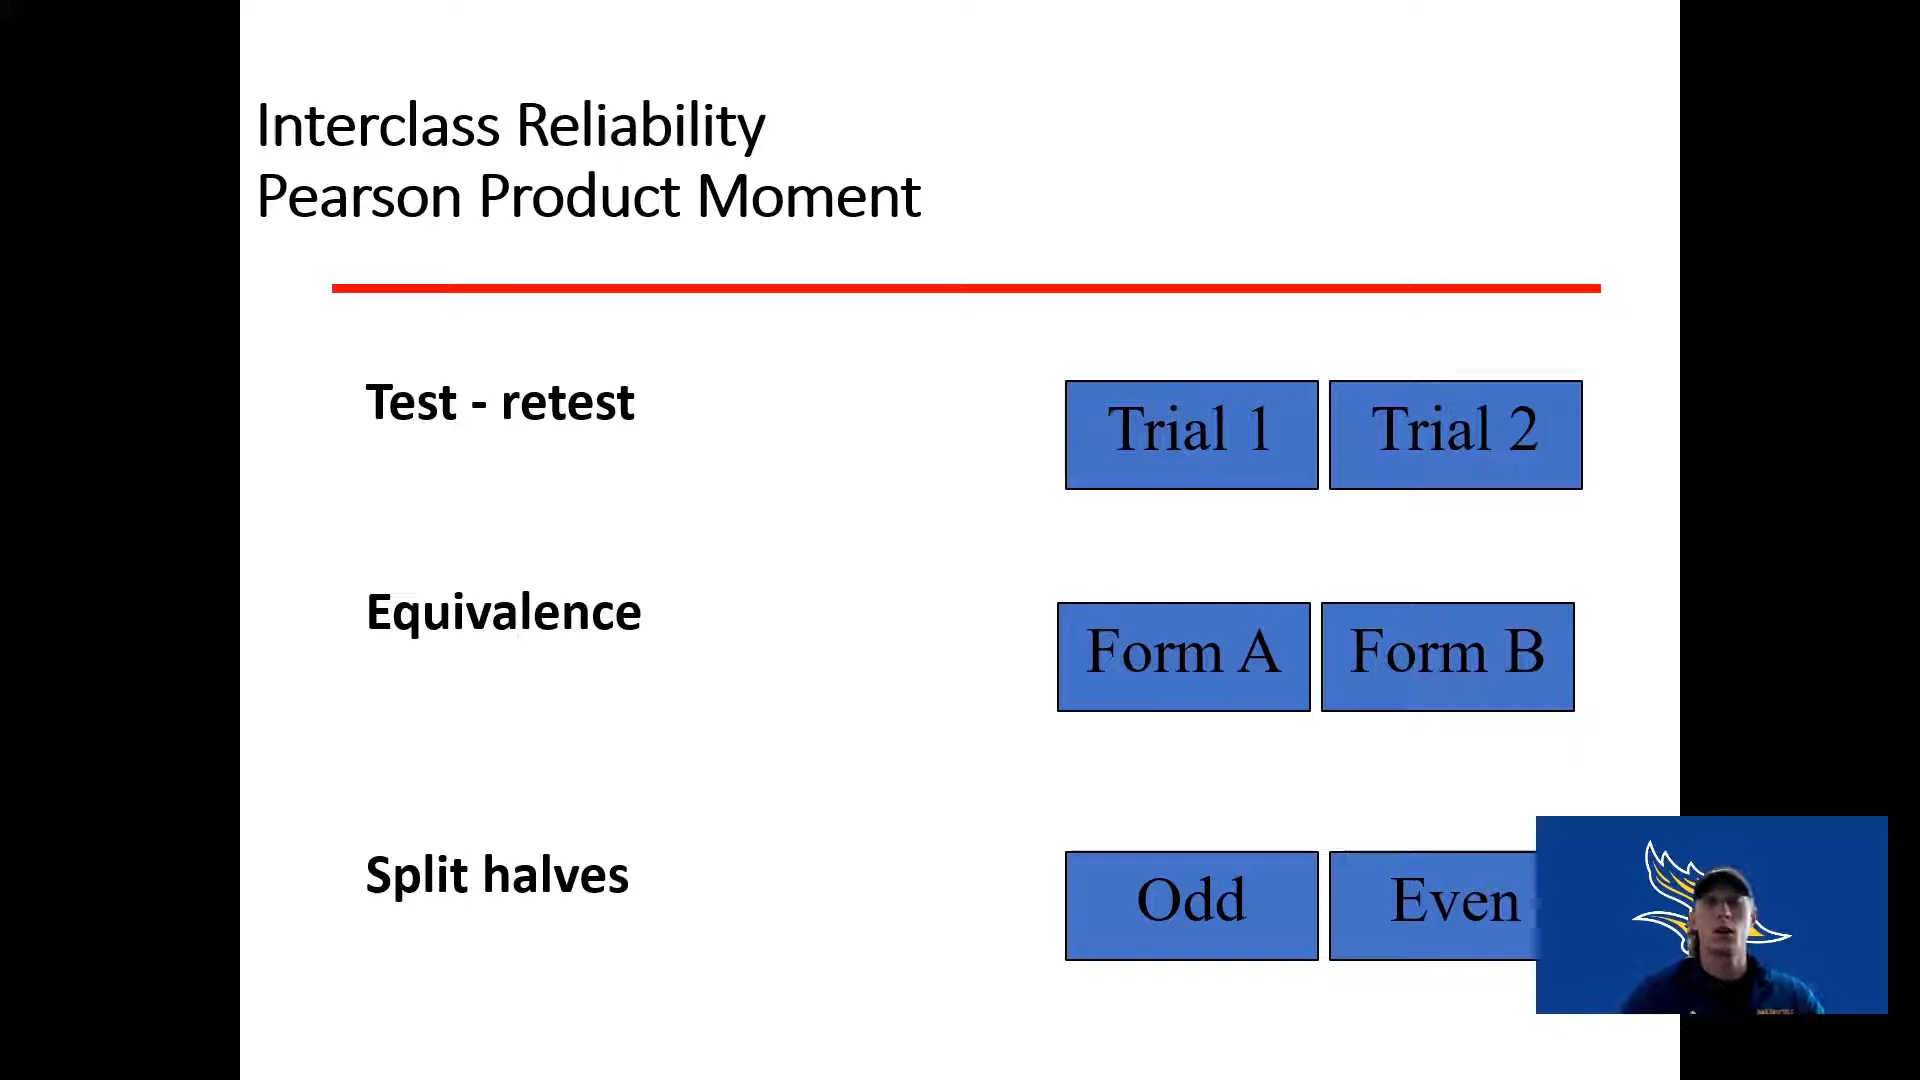 Interclass Reliability
Pearson Product Moment
Test - retest
Trial 1 Trial 2
Equivalence
Form A Form B
Split halves
Odd Even